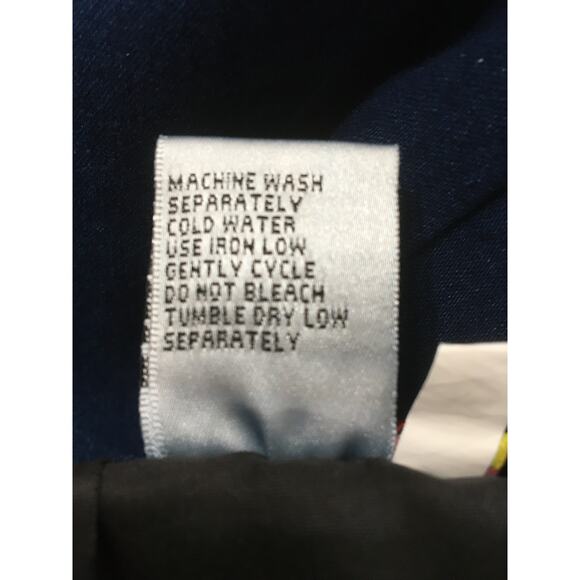 MACHINE WASH
SEPARATELY
COLD WATER
USE IRON LOW
GENTLY CYCLE
DO NOT BLEACH
TUMBLE DRY LOW
SEPARATELY